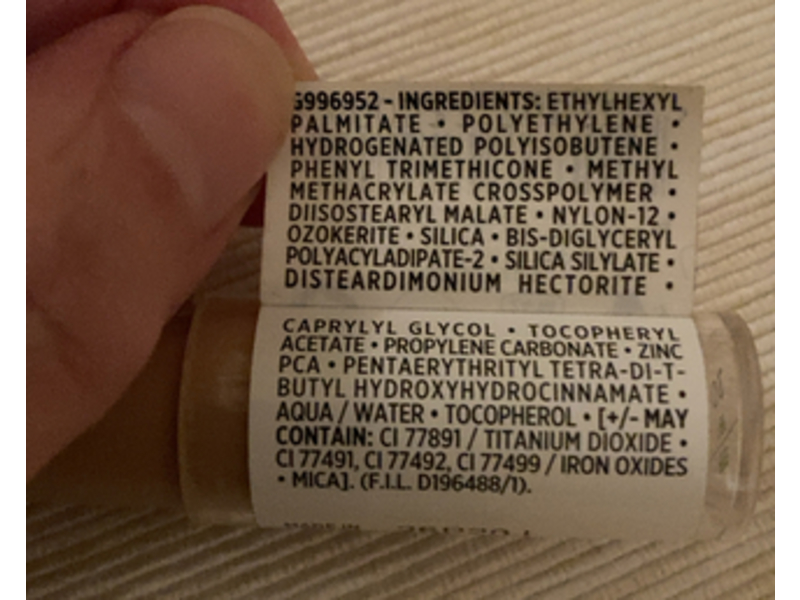 G996952 - INGREDIENTS: ETHYLHEXYL
PALMITATE • POLYETHYLENE •
HYDROGENATED POLYISOBUTENE •
PHENYL TRIMETHICONE • METHYL
METHACRYLATE CROSSPOLYMER •
DIISOSTEARYL MALATE • NYLON-12 •
OZOKERITE • SILICA • BIS-DIGLYCERYL
POLYACYLADIPATE-2 • SILICA SILYLATE •
DISTEARDIMONIUM HECTORITE •
CAPRYLYL GLYCOL • TOCOPHERYL
ACETATE • PROPYLENE CARBONATE • ZINC
PCA • PENTAERYTHRITYL TETRA-DI-T-
BUTYL HYDROXYHYDROCINNAMATE •
AQUA / WATER • TOCOPHEROL • [+/- MAY
CONTAIN: CI 77891 / TITANIUM DIOXIDE •
CI 77491, CI 77492, CI 77499 / IRON OXIDES
• MICA]. (F.I.L. D196488/1).
MADE IN